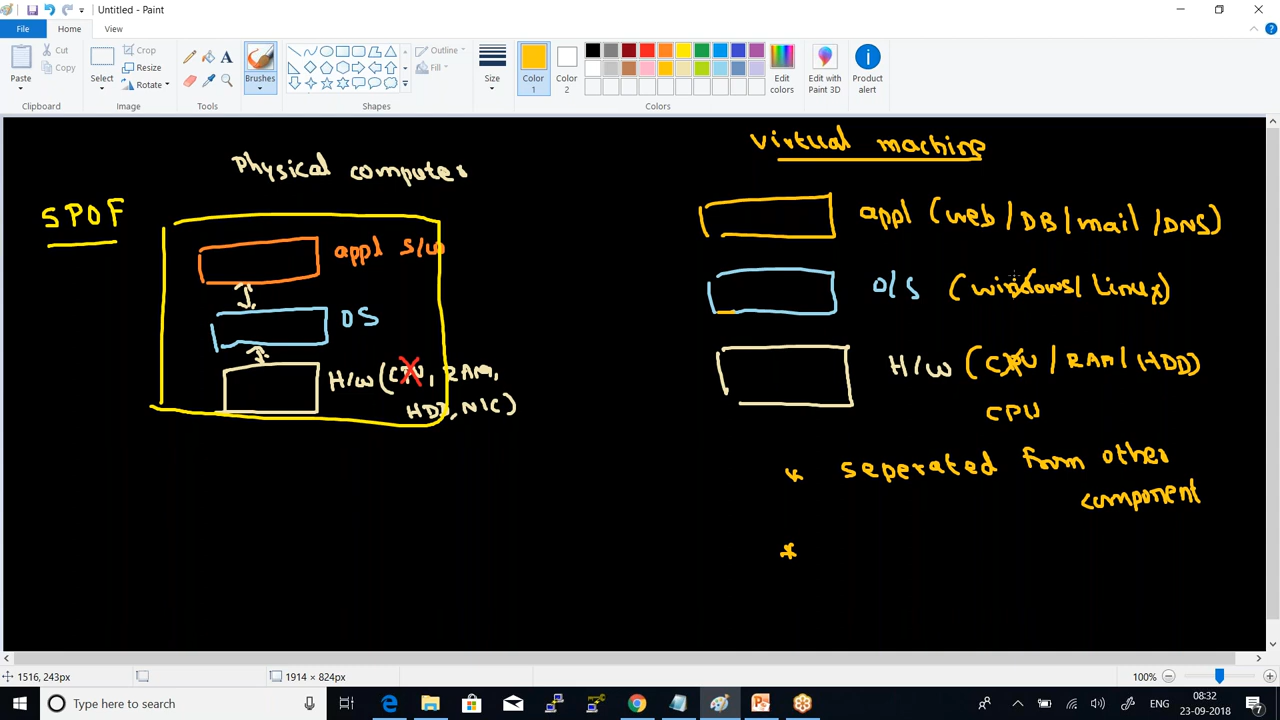 Untitled - Paint
File
Home
View
Paste
Cut
Copy
Clipboard
Select
Crop
Resize
Rotate
Image
Tools
Brushes
Shapes
Outline
Fill
Size
Color 1
Color 2
Edit colors
Colors
Edit with Paint 3D
Product alert
physical computer
SPOF
appl S/w
OS
H/w (CPU, RAM,
HDD, NIC)
virtual machine
appl (web / DB / mail / DNS)
O/S (windows / linux)
H/w (CPU / RAM / HDD)
CPU
* seperated from other
component
*
1516, 243px
1914 × 824px
100%
Type here to search
ENG
08:32
23-09-2018
7